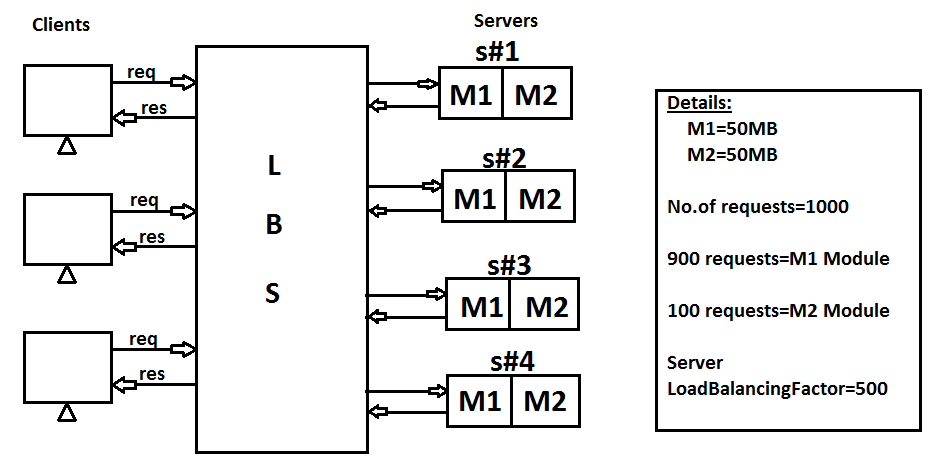 Clients
req
res
req
res
req
res
L
B
S
Servers
s#1
M1 M2
s#2
M1 M2
s#3
M1 M2
s#4
M1 M2
Details:
M1=50MB
M2=50MB
No.of requests=1000
900 requests=M1 Module
100 requests=M2 Module
Server
LoadBalancingFactor=500